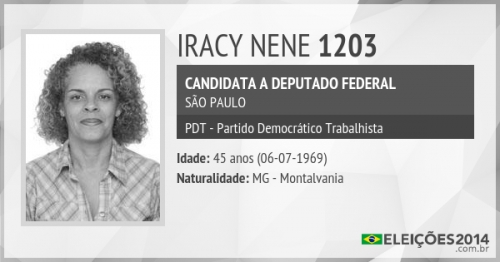 IRACY NENE 1203
CANDIDATA A DEPUTADO FEDERAL
SÃO PAULO
PDT - Partido Democrático Trabalhista
Idade: 45 anos (06-07-1969)
Naturalidade: MG - Montalvania
ELEIÇÕES2014
.com.br